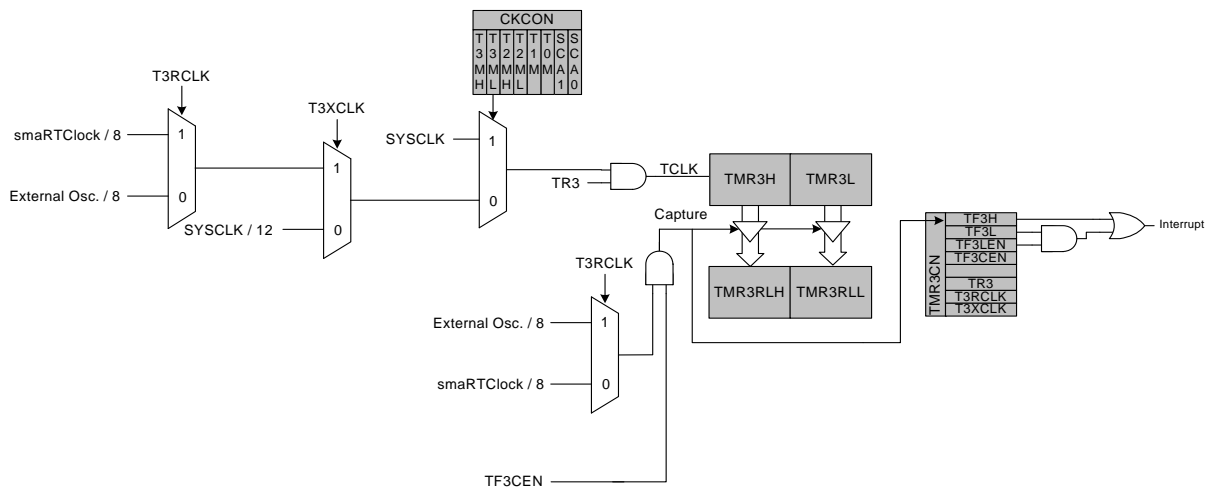 CKCON
T3MH T3ML T2MH T2ML T1M T0M SCA1 SCA0
T3RCLK
smaRTClock / 8
1
External Osc. / 8
0
T3XCLK
1
SYSCLK / 12
0
SYSCLK
1
0
TR3
TCLK
TMR3H
TMR3L
Capture
TMR3RLH
TMR3RLL
T3RCLK
External Osc. / 8
1
smaRTClock / 8
0
TF3CEN
TMR3CN
TF3H
TF3L
TF3LEN
TF3CEN
TR3
T3RCLK
T3XCLK
Interrupt